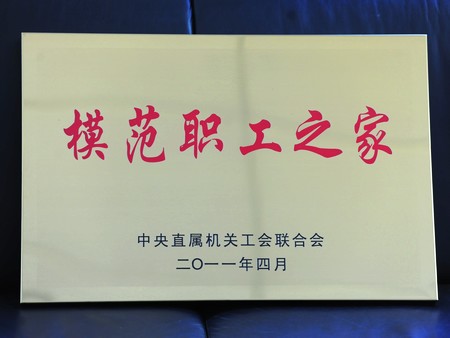 模范职工之家
中央直属机关工会联合会
二〇一一年四月